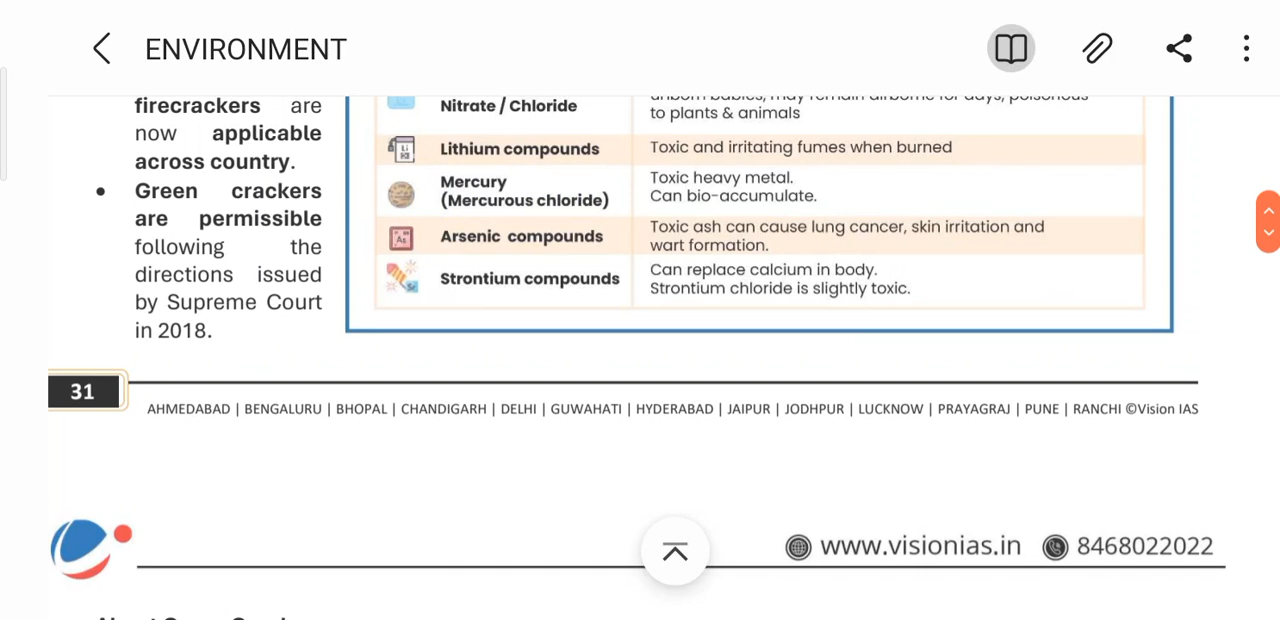 ENVIRONMENT
firecrackers are
now applicable
across country.
• Green crackers
are permissible
following the
directions issued
by Supreme Court
in 2018.
Nitrate / Chloride
to plants & animals
Lithium compounds
Toxic and irritating fumes when burned
Mercury
(Mercurous chloride)
Toxic heavy metal.
Can bio-accumulate.
Arsenic compounds
Toxic ash can cause lung cancer, skin irritation and
wart formation.
Strontium compounds
Can replace calcium in body.
Strontium chloride is slightly toxic.
31
AHMEDABAD | BENGALURU | BHOPAL | CHANDIGARH | DELHI | GUWAHATI | HYDERABAD | JAIPUR | JODHPUR | LUCKNOW | PRAYAGRAJ | PUNE | RANCHI ©Vision IAS
www.visionias.in 8468022022